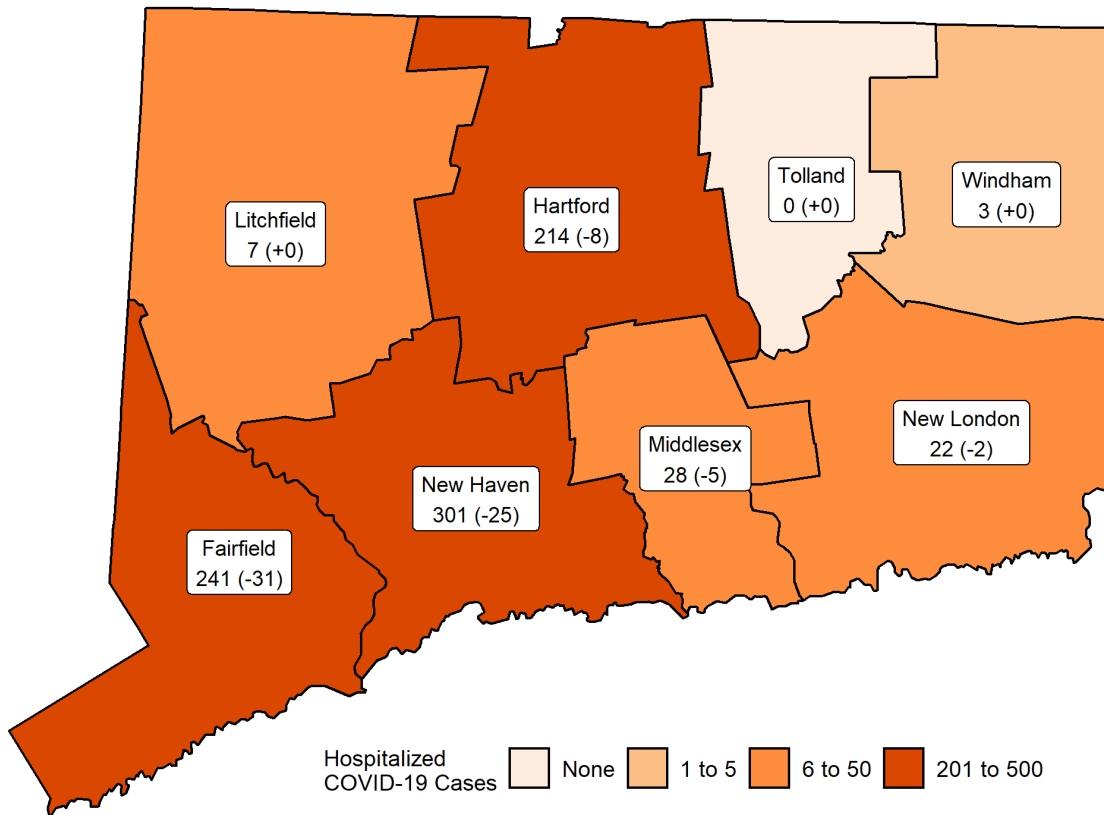 Tolland
0 (+0)
Windham
3 (+0)
Litchfield
7 (+0)
Hartford
214 (-8)
New London
22 (-2)
Middlesex
28 (-5)
New Haven
301 (-25)
Fairfield
241 (-31)
Hospitalized
COVID-19 Cases
None
1 to 5
6 to 50
201 to 500